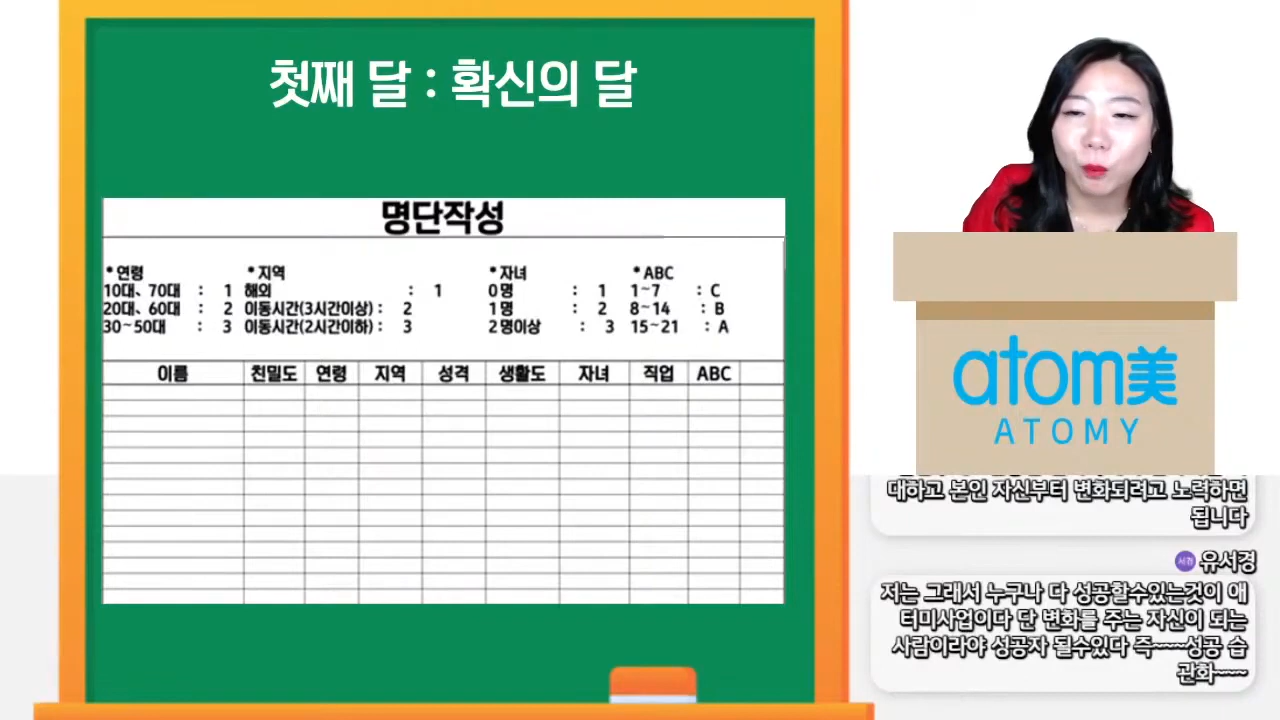 첫째 달 : 확신의 달
명단작성
* 연령 * 지역 * 자녀 * ABC
10대、70대 : 1 해외 : 1 0명 : 1 1~7 : C
20대、60대 : 2 이동시간(3시간이상) : 2 1명 : 2 8~14 : B
30~50대 : 3 이동시간(2시간이하) : 3 2명이상 : 3 15~21 : A
이름 친밀도 연령 지역 성격 생활도 자녀 직업 ABC
atom美
ATOMY
대하고 본인 자신부터 변화되려고 노력하면
됩니다
서경 유서경
저는 그래서 누구나 다 성공할수있는것이 애
터미사업이다 단 변화를 주는 자신이 되는
사람이라야 성공자 될수있다 즉~~~성공 습
관화~~~